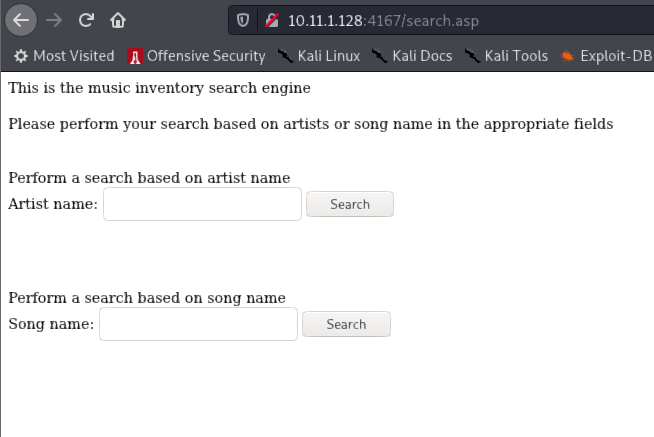 10.11.1.128:4167/search.asp
Most Visited Offensive Security Kali Linux Kali Docs Kali Tools Exploit-DB
This is the music inventory search engine
Please perform your search based on artists or song name in the appropriate fields
Perform a search based on artist name
Artist name: Search
Perform a search based on song name
Song name: Search